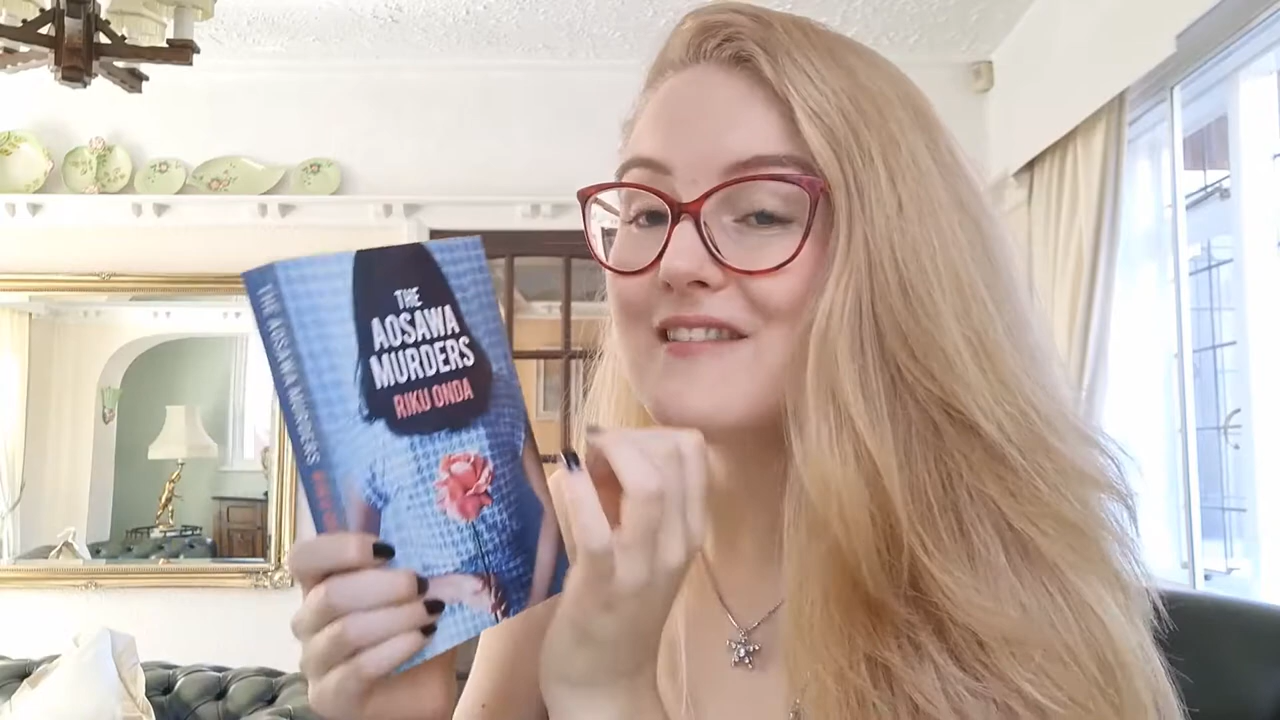 THE
AOSAWA
MURDERS
RIKU ONDA
THE AOSAWA MURDERS